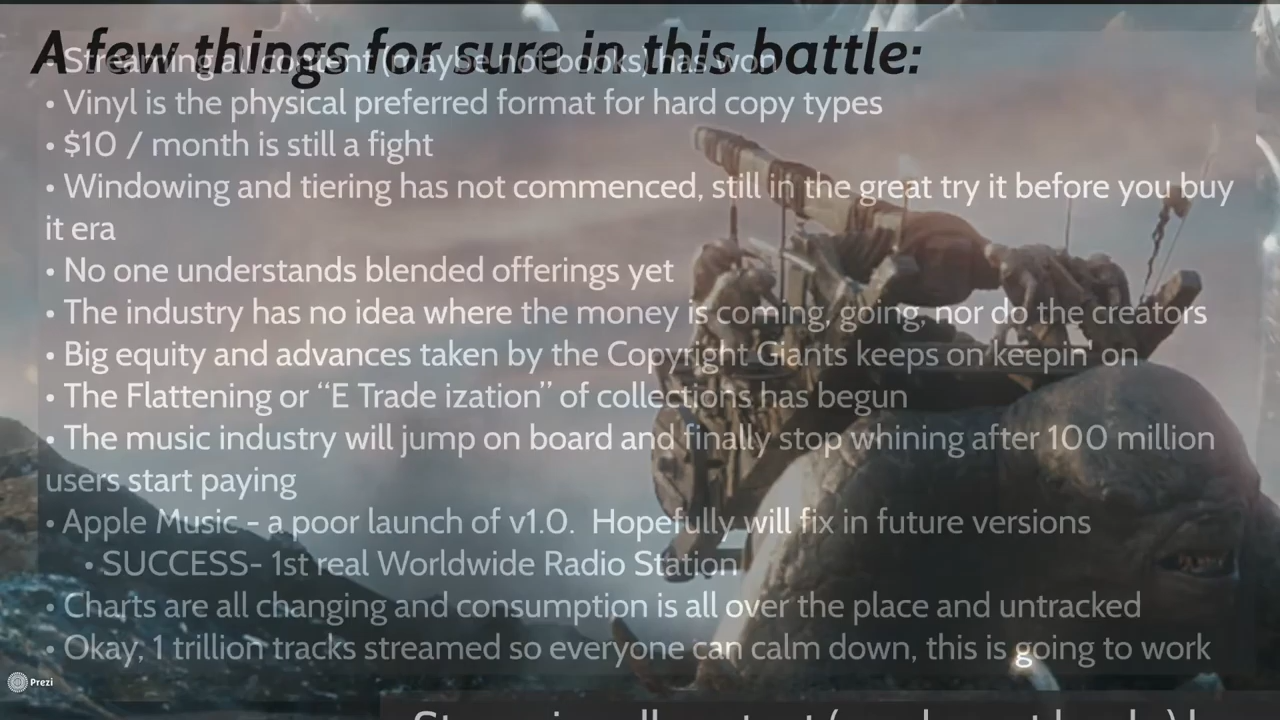 A few things for sure in this battle:
• Streaming all content (maybe not books) has won
• Vinyl is the physical preferred format for hard copy types
• $10 / month is still a fight
• Windowing and tiering has not commenced, still in the great try it before you buy
it era
• No one understands blended offerings yet
• The industry has no idea where the money is coming, going, nor do the creators
• Big equity and advances taken by the Copyright Giants keeps on keepin on
• The Flattening or “E Trade ization” of collections has begun
• The music industry will jump on board and finally stop whining after 100 million
users start paying
• Apple Music - a poor launch of v1.0. Hopefully will fix in future versions
• SUCCESS- 1st real Worldwide Radio Station
• Charts are all changing and consumption is all over the place and untracked
• Okay, 1 trillion tracks streamed so everyone can calm down, this is going to work
Prezi